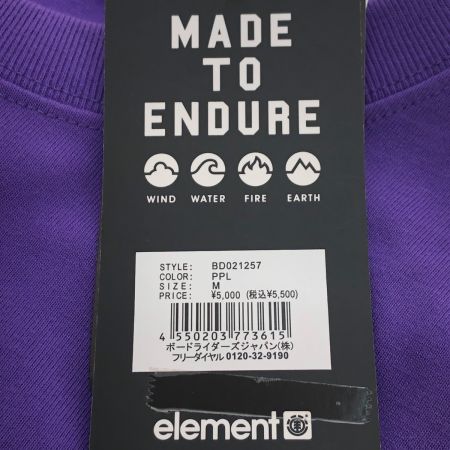 MADE
TO
ENDURE
WIND WATER FIRE EARTH
STYLE: BD021257
COLOR: PPL
SIZE: M
PRICE: ¥5,000 (税込¥5,500)
4 550203 773615
ボードライダーズジャパン(株)
フリーダイヤル 0120-32-9190
element